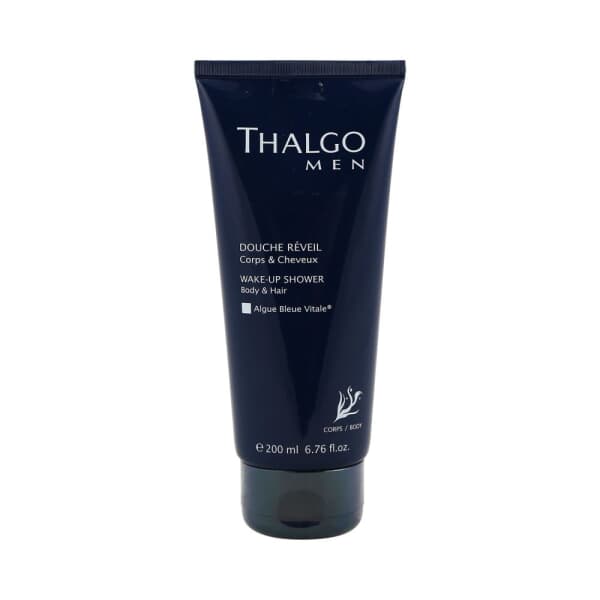 THALGO
MEN
DOUCHE RÉVEIL
Corps & Cheveux
WAKE-UP SHOWER
Body & Hair
Algue Bleue Vitale®
CORPS / BODY
℮ 200 ml 6.76 fl.oz.